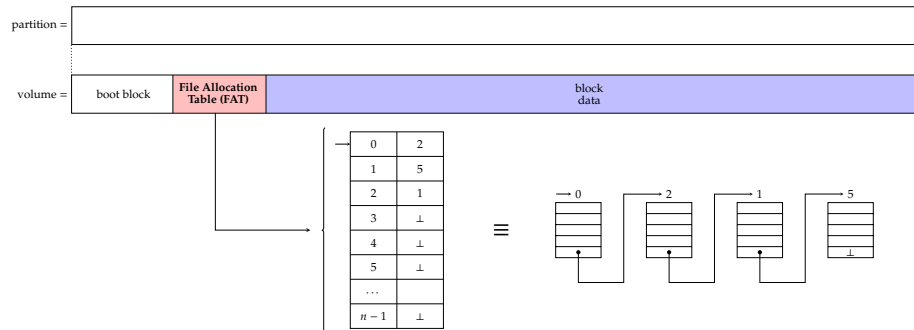 partition =
volume =
boot block
File Allocation
Table (FAT)
block
data
0 2
1 5
2 1
3 ⊥
4 ⊥
5 ⊥
⋯
n − 1 ⊥
≡
0 2 1 5
⊥